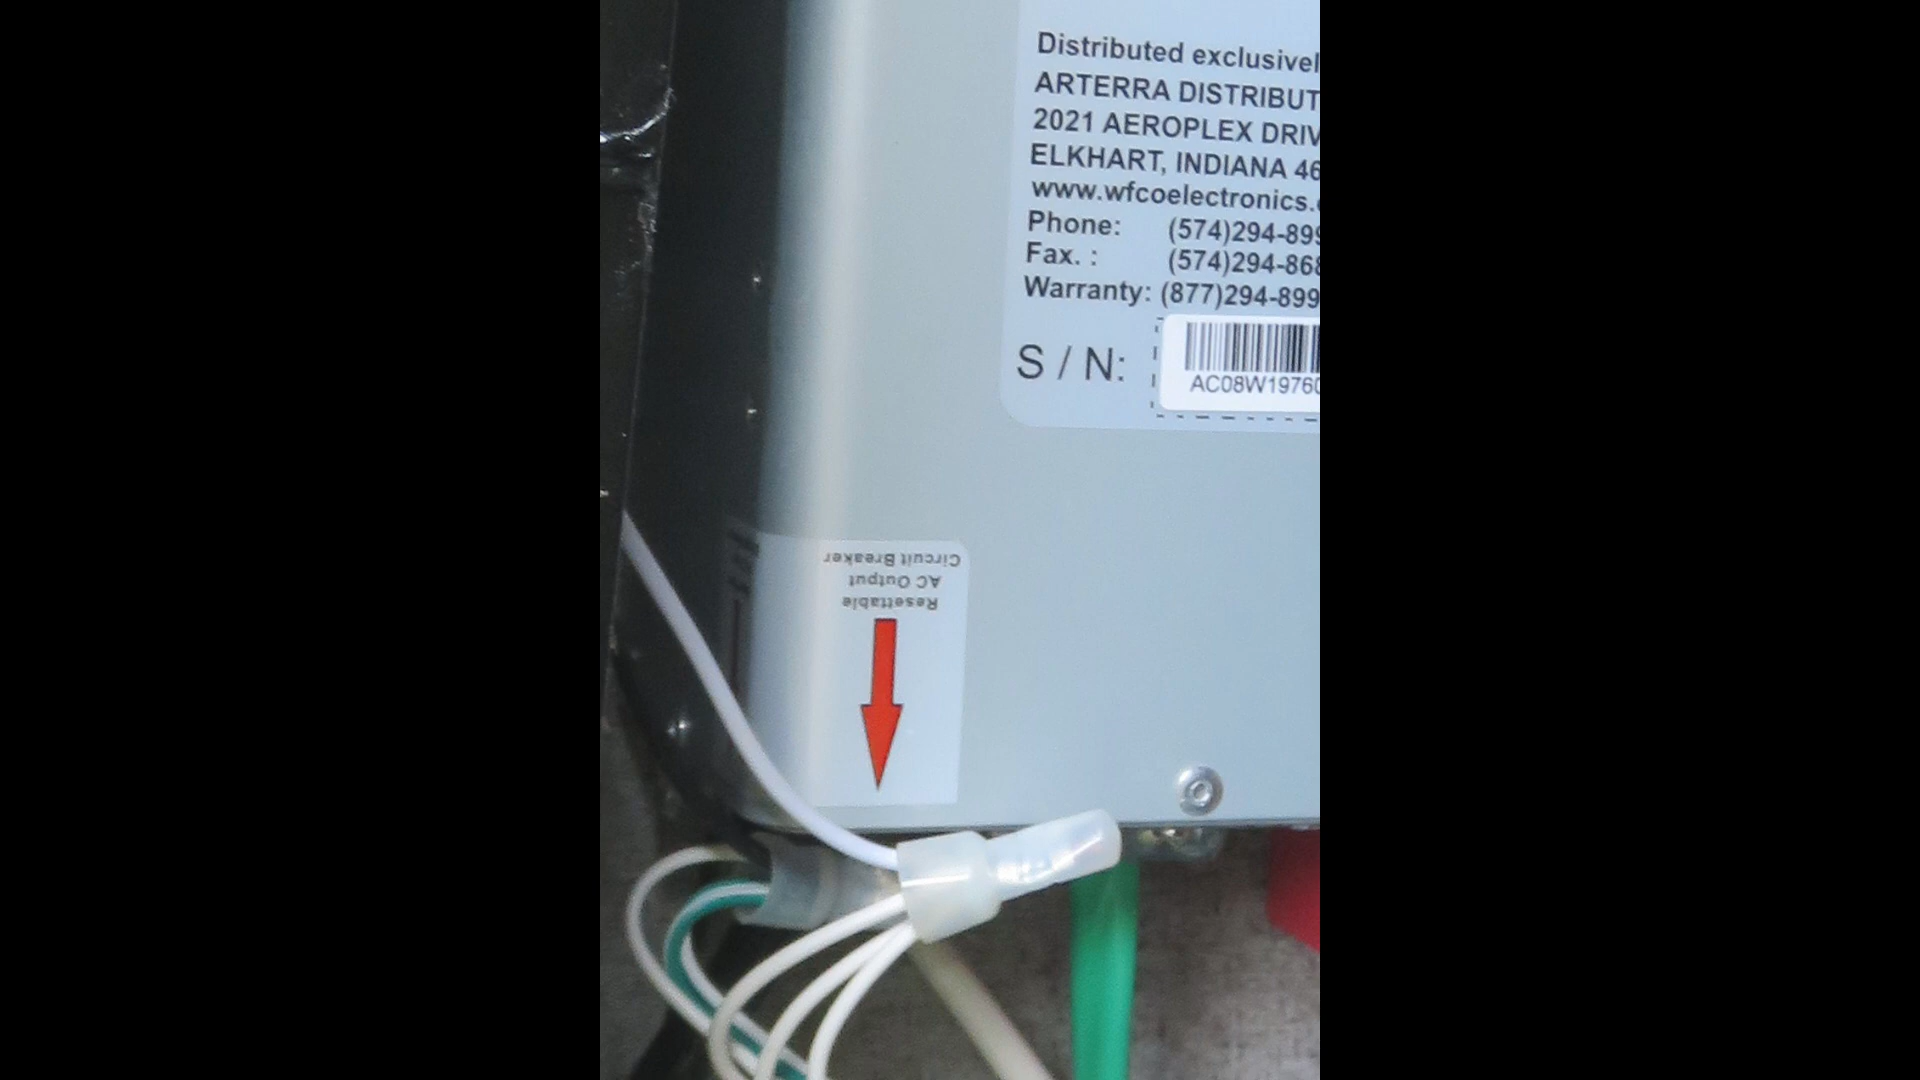 Distributed exclusivel
ARTERRA DISTRIBUT
2021 AEROPLEX DRIV
ELKHART, INDIANA 46
www.wfcoelectronics.
Phone: (574)294-899
Fax. : (574)294-868
Warranty: (877)294-899
S / N:
AC08W19760
Resettable
AC Output
Circuit Breaker